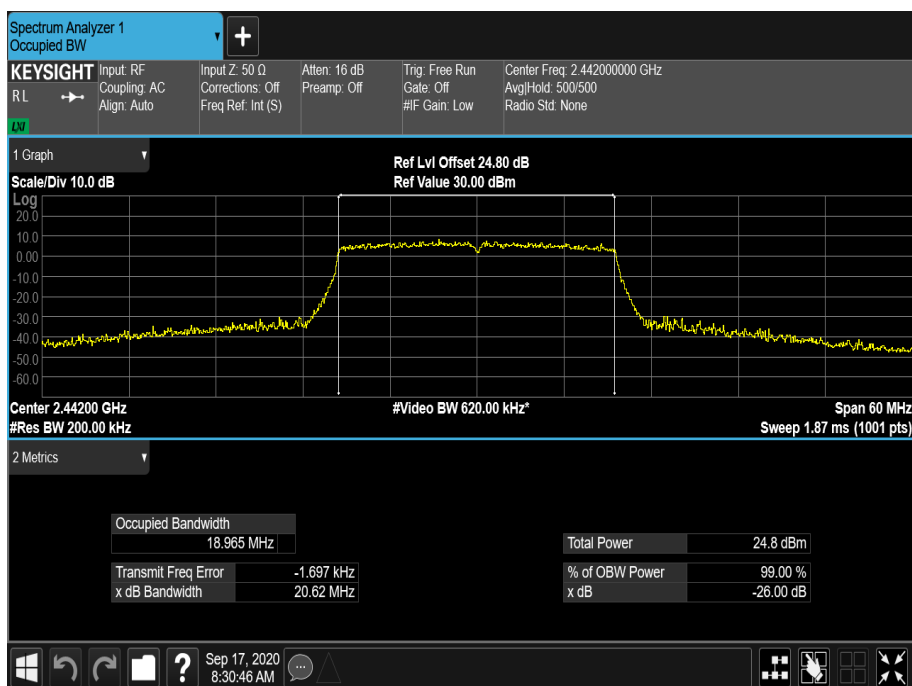 Spectrum Analyzer 1
Occupied BW
+
KEYSIGHT
RL
LXI
Input: RF
Coupling: AC
Align: Auto
Input Z: 50 Ω
Corrections: Off
Freq Ref: Int (S)
Atten: 16 dB
Preamp: Off
Trig: Free Run
Gate: Off
#IF Gain: Low
Center Freq: 2.442000000 GHz
Avg|Hold: 500/500
Radio Std: None
1 Graph
Scale/Div 10.0 dB
Ref Lvl Offset 24.80 dB
Ref Value 30.00 dBm
Log
20.0
10.0
0.00
-10.0
-20.0
-30.0
-40.0
-50.0
-60.0
Center 2.44200 GHz
#Video BW 620.00 kHz*
Span 60 MHz
#Res BW 200.00 kHz
Sweep 1.87 ms (1001 pts)
2 Metrics
Occupied Bandwidth
18.965 MHz
Total Power 24.8 dBm
Transmit Freq Error -1.697 kHz
% of OBW Power 99.00 %
x dB Bandwidth 20.62 MHz
x dB -26.00 dB
?
Sep 17, 2020
8:30:46 AM